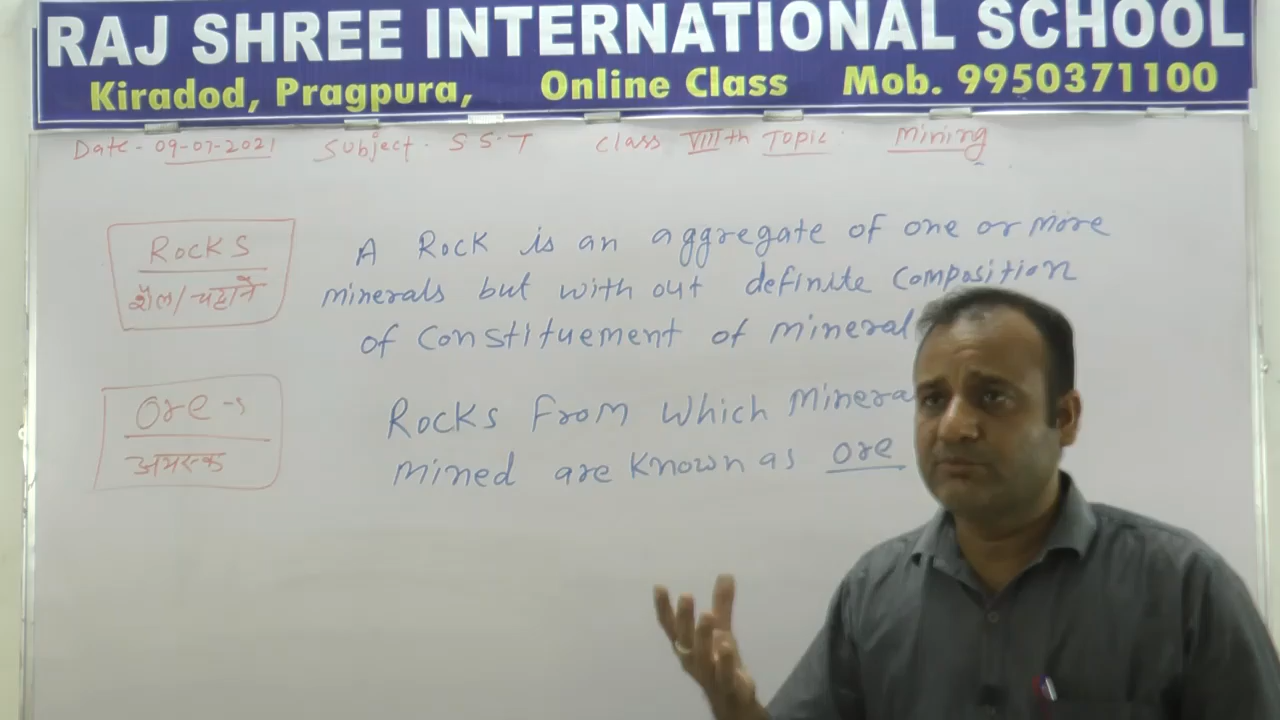 RAJ SHREE INTERNATIONAL SCHOOL
Kiradod, Pragpura, Online Class Mob. 9950371100
Date - 09-07-2021 Subject - S.S.T Class VIIIth Topic Mining
Rocks
शैल/चट्टाने
A Rock is an aggregate of one or more
minerals but with out definite composition
of constituement of mineral
Ore -s
अयस्क
Rocks from which minera
mined are known as ore